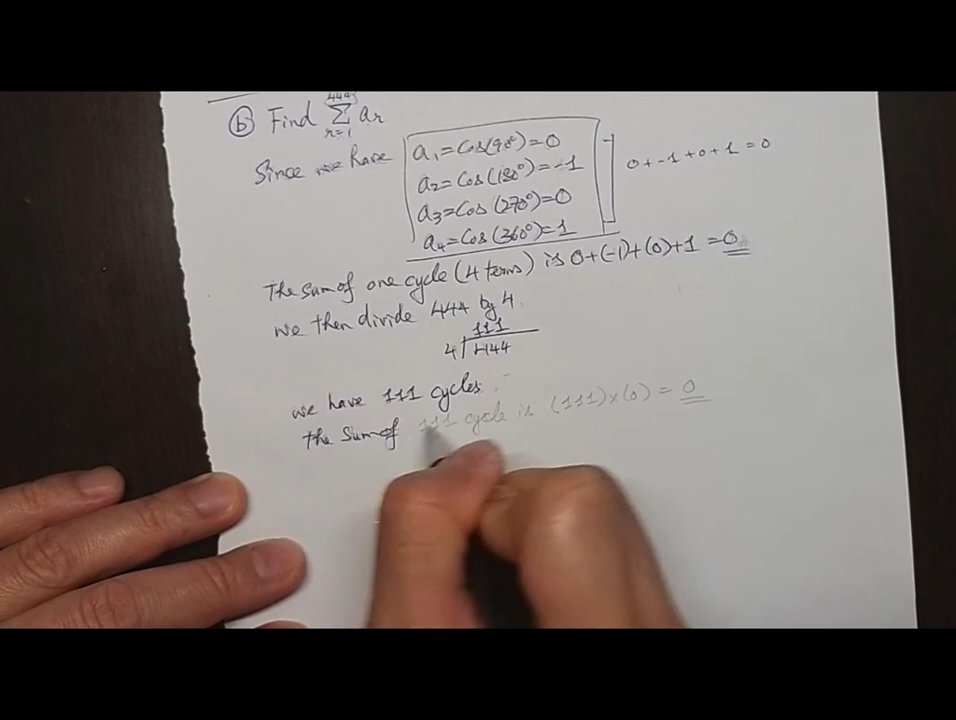 ⓑ Find 444 Σ r=1 ar
Since we have
a1=Cos(90°)=0
a2=Cos(180°)=-1
a3=Cos(270°)=0
a4=Cos(360°)=1
0+-1+0+1=0
The sum of one cycle (4 terms) is 0+(-1)+(0)+1=0
we then divide 444 by 4.
111
4 444
we have 111 cycles.
the Sum of 111 cycle is (111)×(0)=0